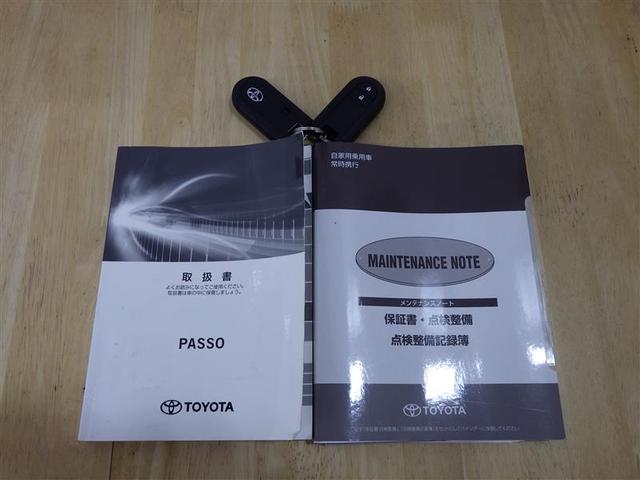 取扱書
よくお読みになってご使用ください。
取扱書は車の中に保管しましょう。
PASSO
TOYOTA
自家用乗用車
常時携行
MAINTENANCE NOTE
メンテナンスノート
保証書・点検整備
点検整備記録簿
TOYOTA